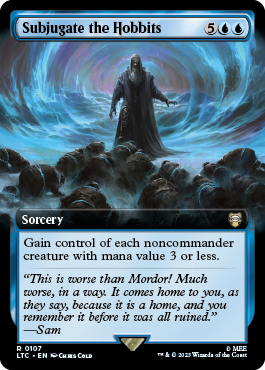 Subjugate the Hobbits 5
Sorcery
Gain control of each noncommander
creature with mana value 3 or less.
“This is worse than Mordor! Much
worse, in a way. It comes home to you, as
they say, because it is a home, and you
remember it before it was all ruined.”
—Sam
R 0107
LTC • EN Chris Cold
© MEE
™ & © 2023 Wizards of the Coast